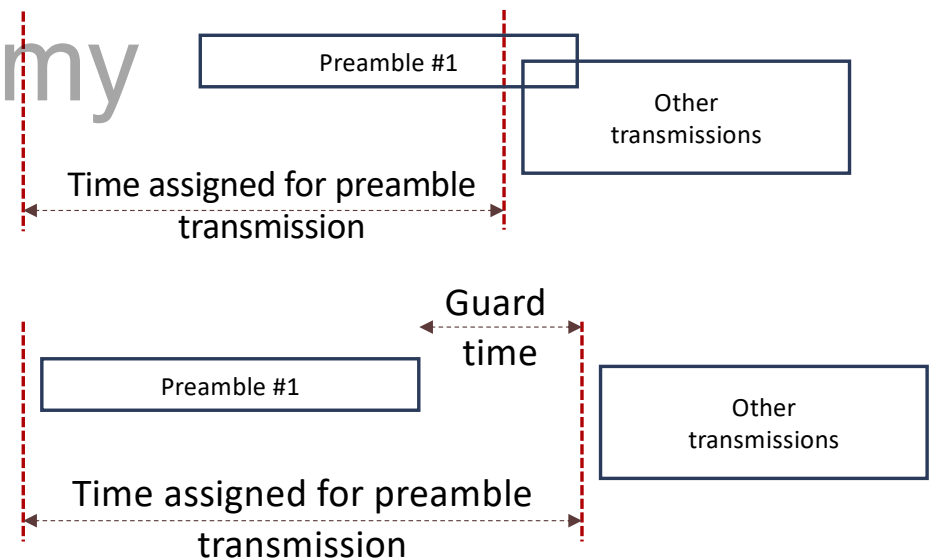 my
Preamble #1
Other
transmissions
Time assigned for preamble
transmission
Guard
time
Preamble #1
Other
transmissions
Time assigned for preamble
transmission